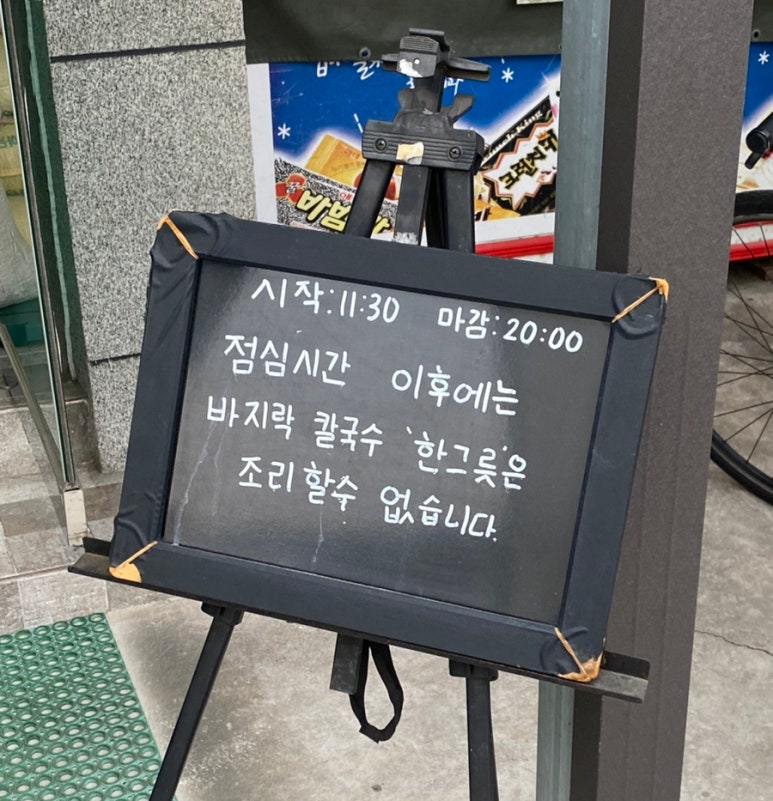 시작:11:30 마감:20:00
점심시간 이후에는
바지락 칼국수 '한그릇'은
조리할수 없습니다.